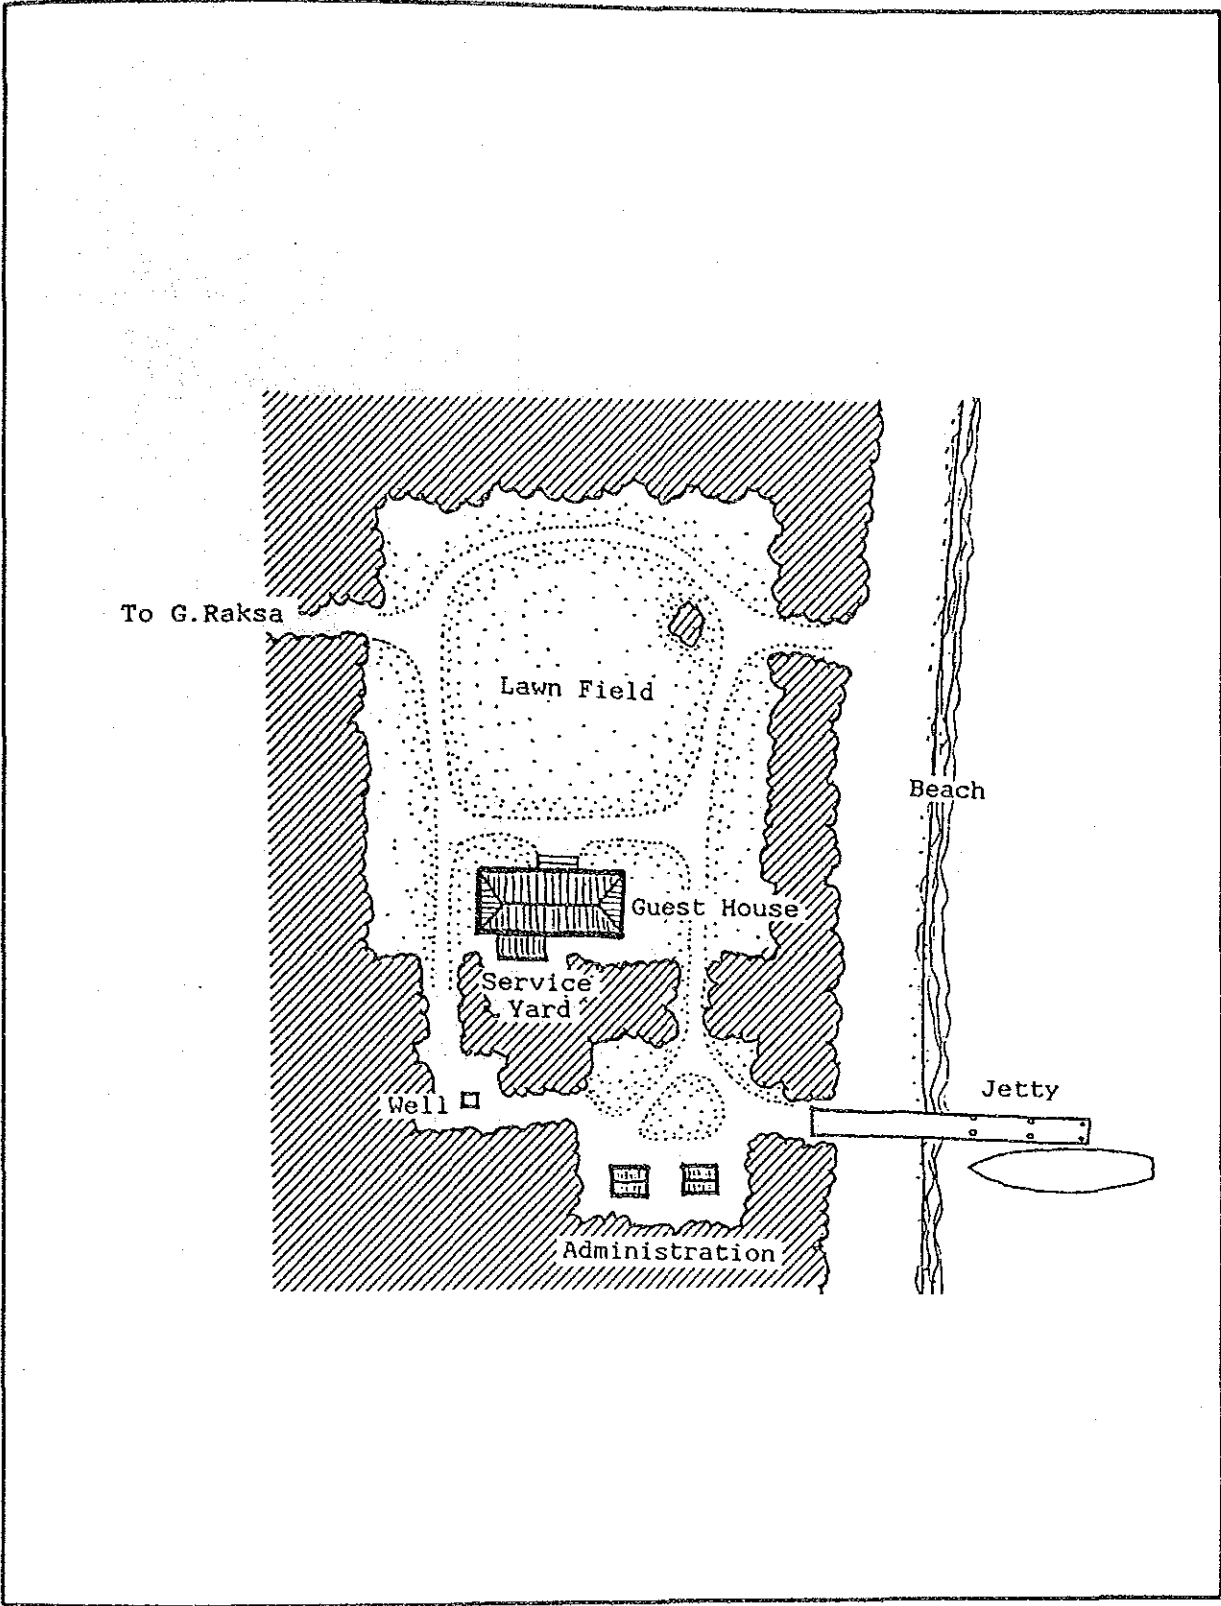 To G.Raksa
Lawn Field
Beach
Guest House
Service
Yard
Jetty
Well
Administration